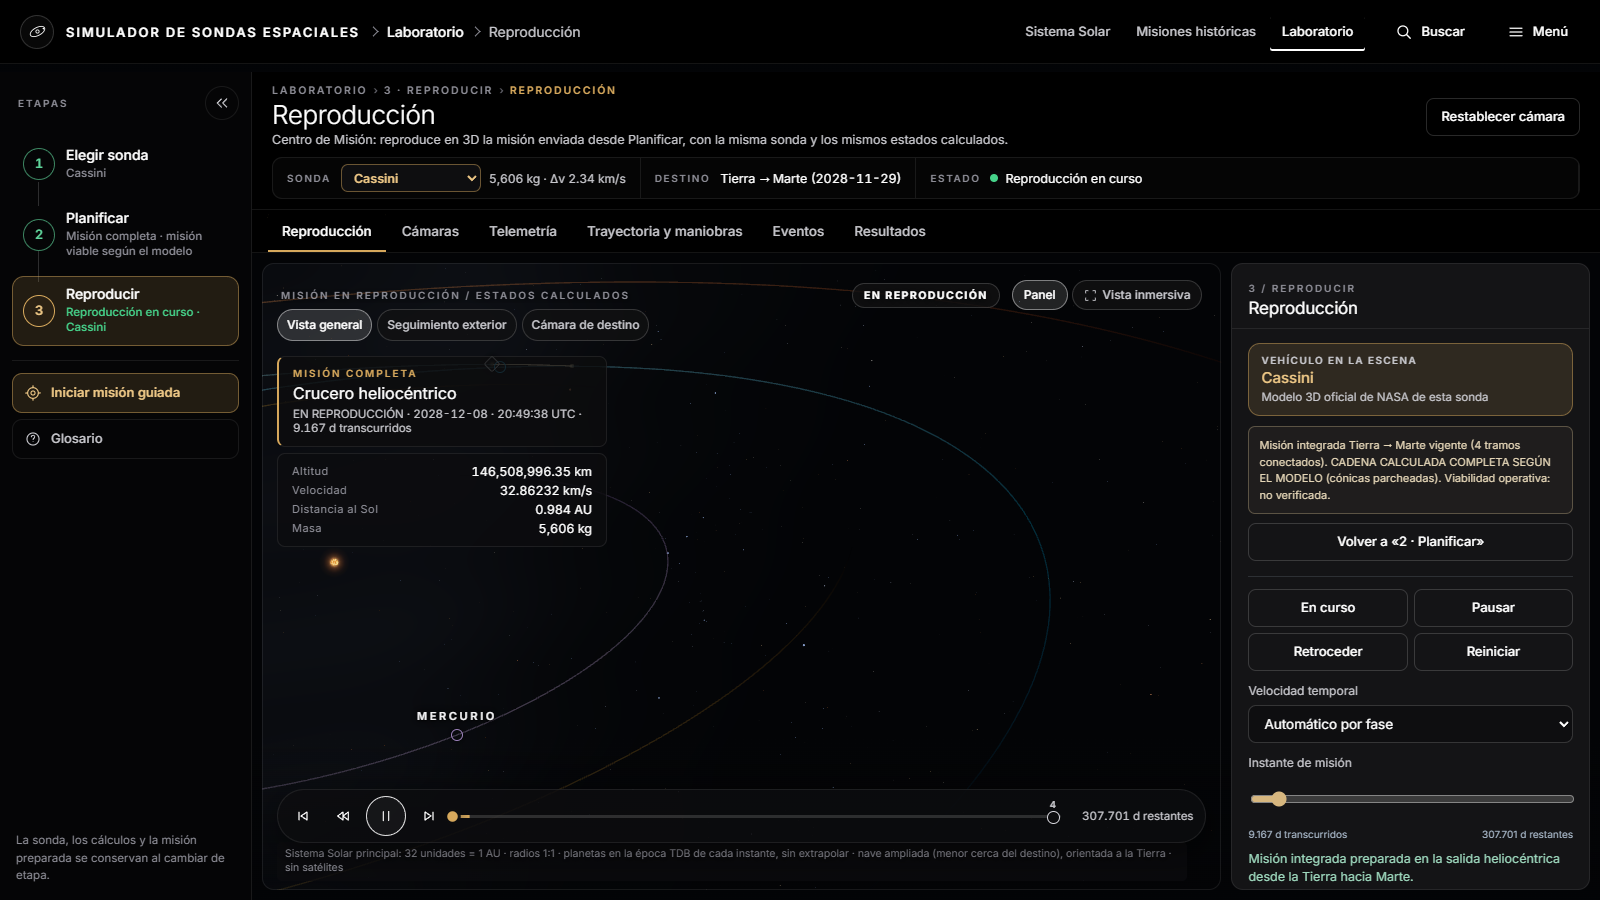 SIMULADOR DE SONDAS ESPACIALES > Laboratorio > Reproducción
Sistema Solar
Misiones históricas
Laboratorio
Buscar
Menú
ETAPAS
1
Elegir sonda
Cassini
2
Planificar
Misión completa · misión
viable según el modelo
3
Reproducir
Reproducción en curso ·
Cassini
Iniciar misión guiada
Glosario
La sonda, los cálculos y la misión
preparada se conservan al cambiar de
etapa.
LABORATORIO › 3 · REPRODUCIR › REPRODUCCIÓN
Reproducción
Centro de Misión: reproduce en 3D la misión enviada desde Planificar, con la misma sonda y los mismos estados calculados.
Restablecer cámara
SONDA
Cassini
5,606 kg · Δv 2.34 km/s
DESTINO
Tierra → Marte (2028-11-29)
ESTADO
Reproducción en curso
Reproducción
Cámaras
Telemetría
Trayectoria y maniobras
Eventos
Resultados
MISIÓN EN REPRODUCCIÓN / ESTADOS CALCULADOS
EN REPRODUCCIÓN
Panel
Vista inmersiva
Vista general
Seguimiento exterior
Cámara de destino
MISIÓN COMPLETA
Crucero heliocéntrico
EN REPRODUCCIÓN · 2028-12-08 · 20:49:38 UTC ·
9.167 d transcurridos
Altitud 146,508,996.35 km
Velocidad 32.86232 km/s
Distancia al Sol 0.984 AU
Masa 5,606 kg
MERCURIO
4
307.701 d restantes
Sistema Solar principal: 32 unidades = 1 AU · radios 1:1 · planetas en la época TDB de cada instante, sin extrapolar · nave ampliada (menor cerca del destino), orientada a la Tierra ·
sin satélites
3 / REPRODUCIR
Reproducción
VEHÍCULO EN LA ESCENA
Cassini
Modelo 3D oficial de NASA de esta sonda
Misión integrada Tierra → Marte vigente (4 tramos
conectados). CADENA CALCULADA COMPLETA SEGÚN
EL MODELO (cónicas parcheadas). Viabilidad operativa:
no verificada.
Volver a «2 · Planificar»
En curso
Pausar
Retroceder
Reiniciar
Velocidad temporal
Automático por fase
Instante de misión
9.167 d transcurridos
307.701 d restantes
Misión integrada preparada en la salida heliocéntrica
desde la Tierra hacia Marte.